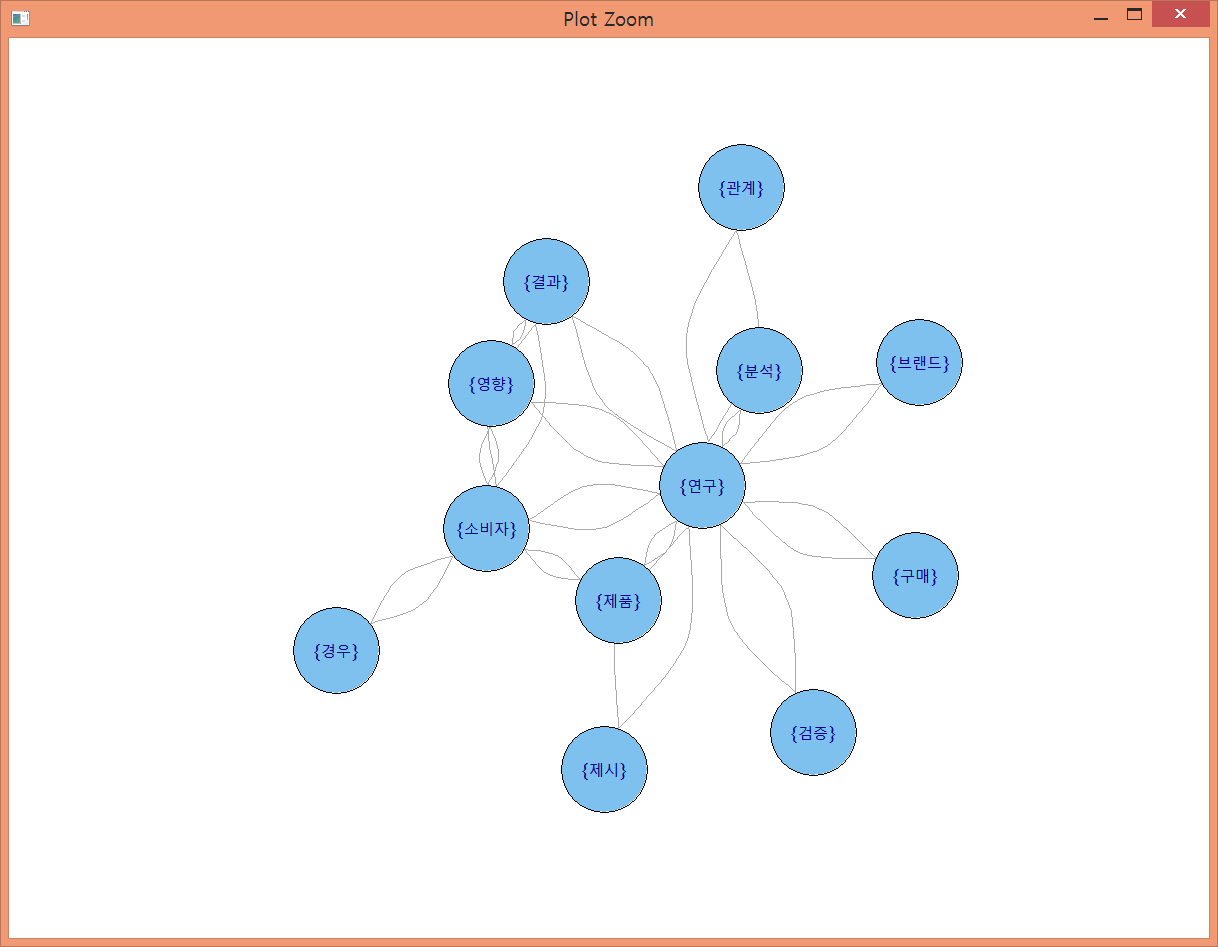 Plot Zoom
{관계}
{결과}
{브랜드}
{분석}
{영향}
{연구}
{소비자}
{구매}
{제품}
{경우}
{검증}
{제시}